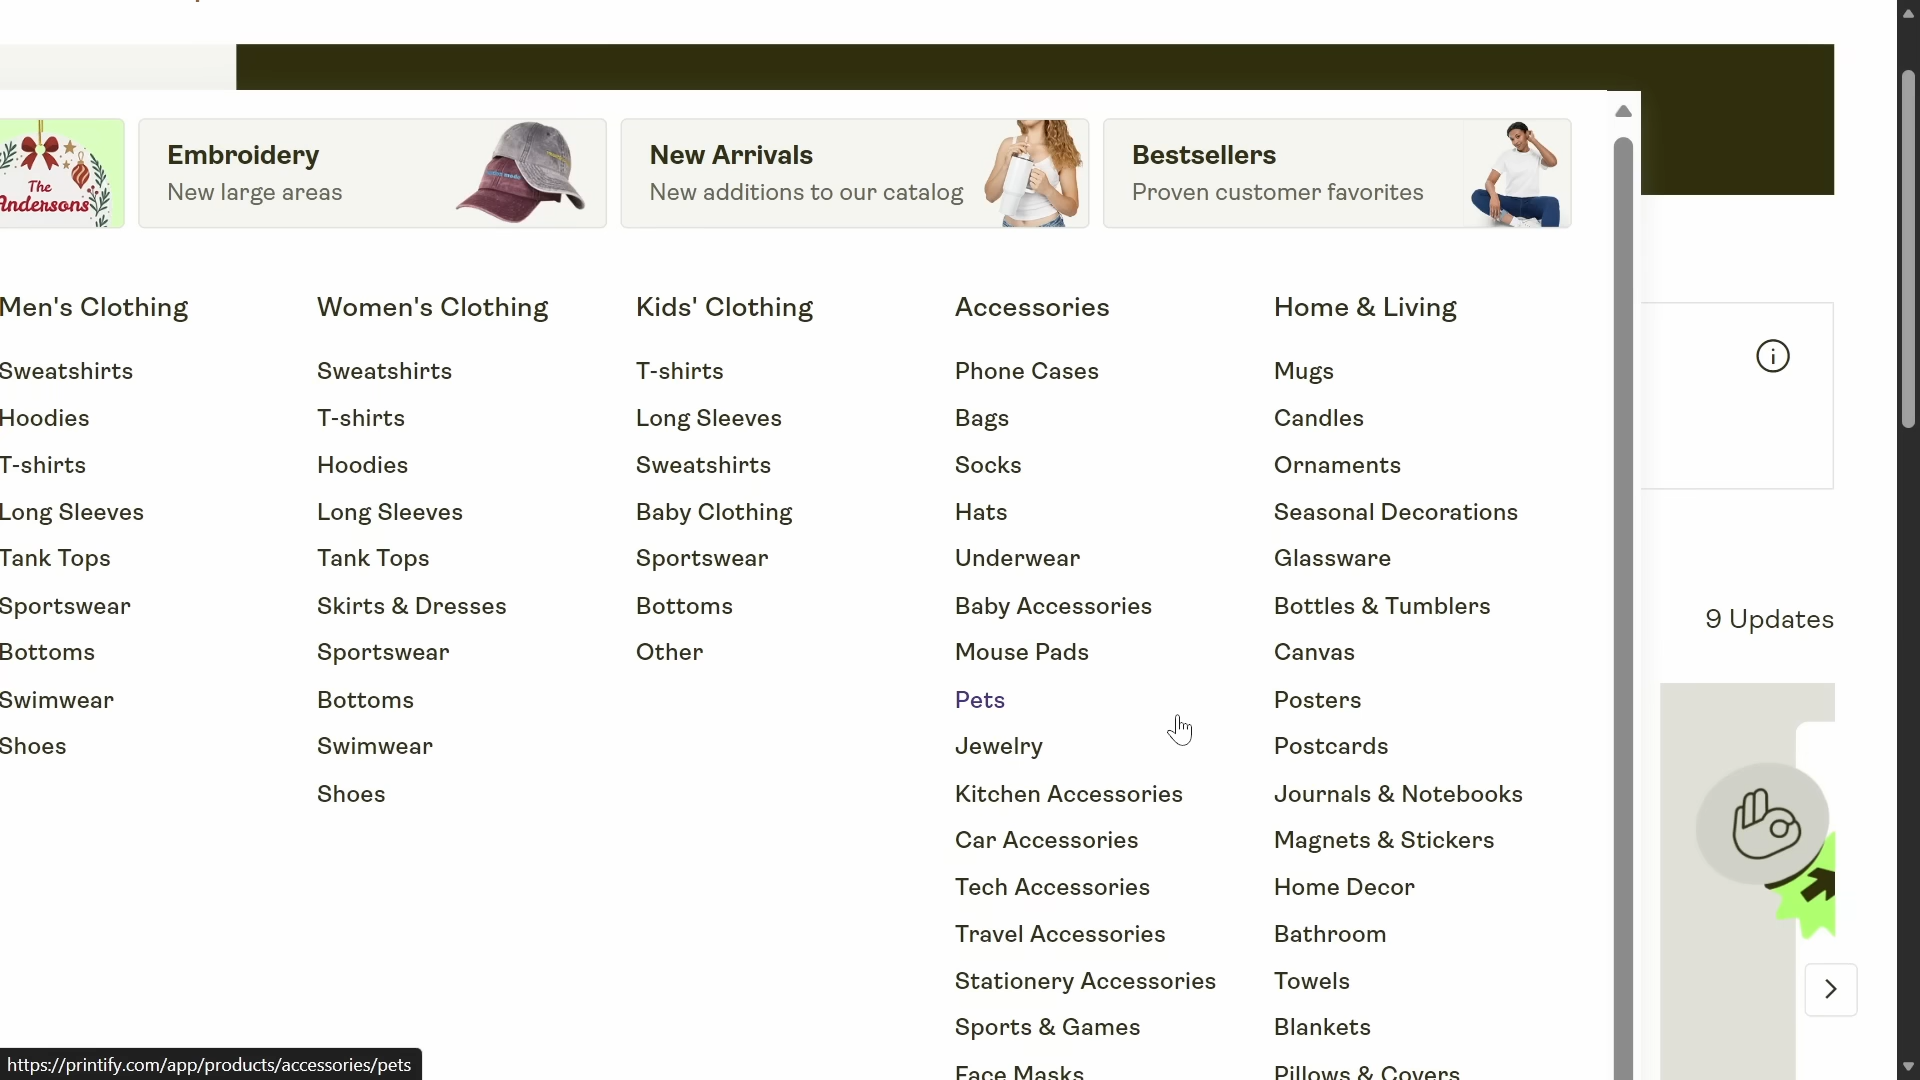 Embroidery
New large areas
New Arrivals
New additions to our catalog
Bestsellers
Proven customer favorites
The
Andersons
Men's Clothing
Sweatshirts
Hoodies
T-shirts
Long Sleeves
Tank Tops
Sportswear
Bottoms
Swimwear
Shoes
Women's Clothing
Sweatshirts
T-shirts
Hoodies
Long Sleeves
Tank Tops
Skirts & Dresses
Sportswear
Bottoms
Swimwear
Shoes
Kids' Clothing
T-shirts
Long Sleeves
Sweatshirts
Baby Clothing
Sportswear
Bottoms
Other
Accessories
Phone Cases
Bags
Socks
Hats
Underwear
Baby Accessories
Mouse Pads
Pets
Jewelry
Kitchen Accessories
Car Accessories
Tech Accessories
Travel Accessories
Stationery Accessories
Sports & Games
Face Masks
Home & Living
Mugs
Candles
Ornaments
Seasonal Decorations
Glassware
Bottles & Tumblers
Canvas
Posters
Postcards
Journals & Notebooks
Magnets & Stickers
Home Decor
Bathroom
Towels
Blankets
Pillows & Covers
9 Updates
https://printify.com/app/products/accessories/pets